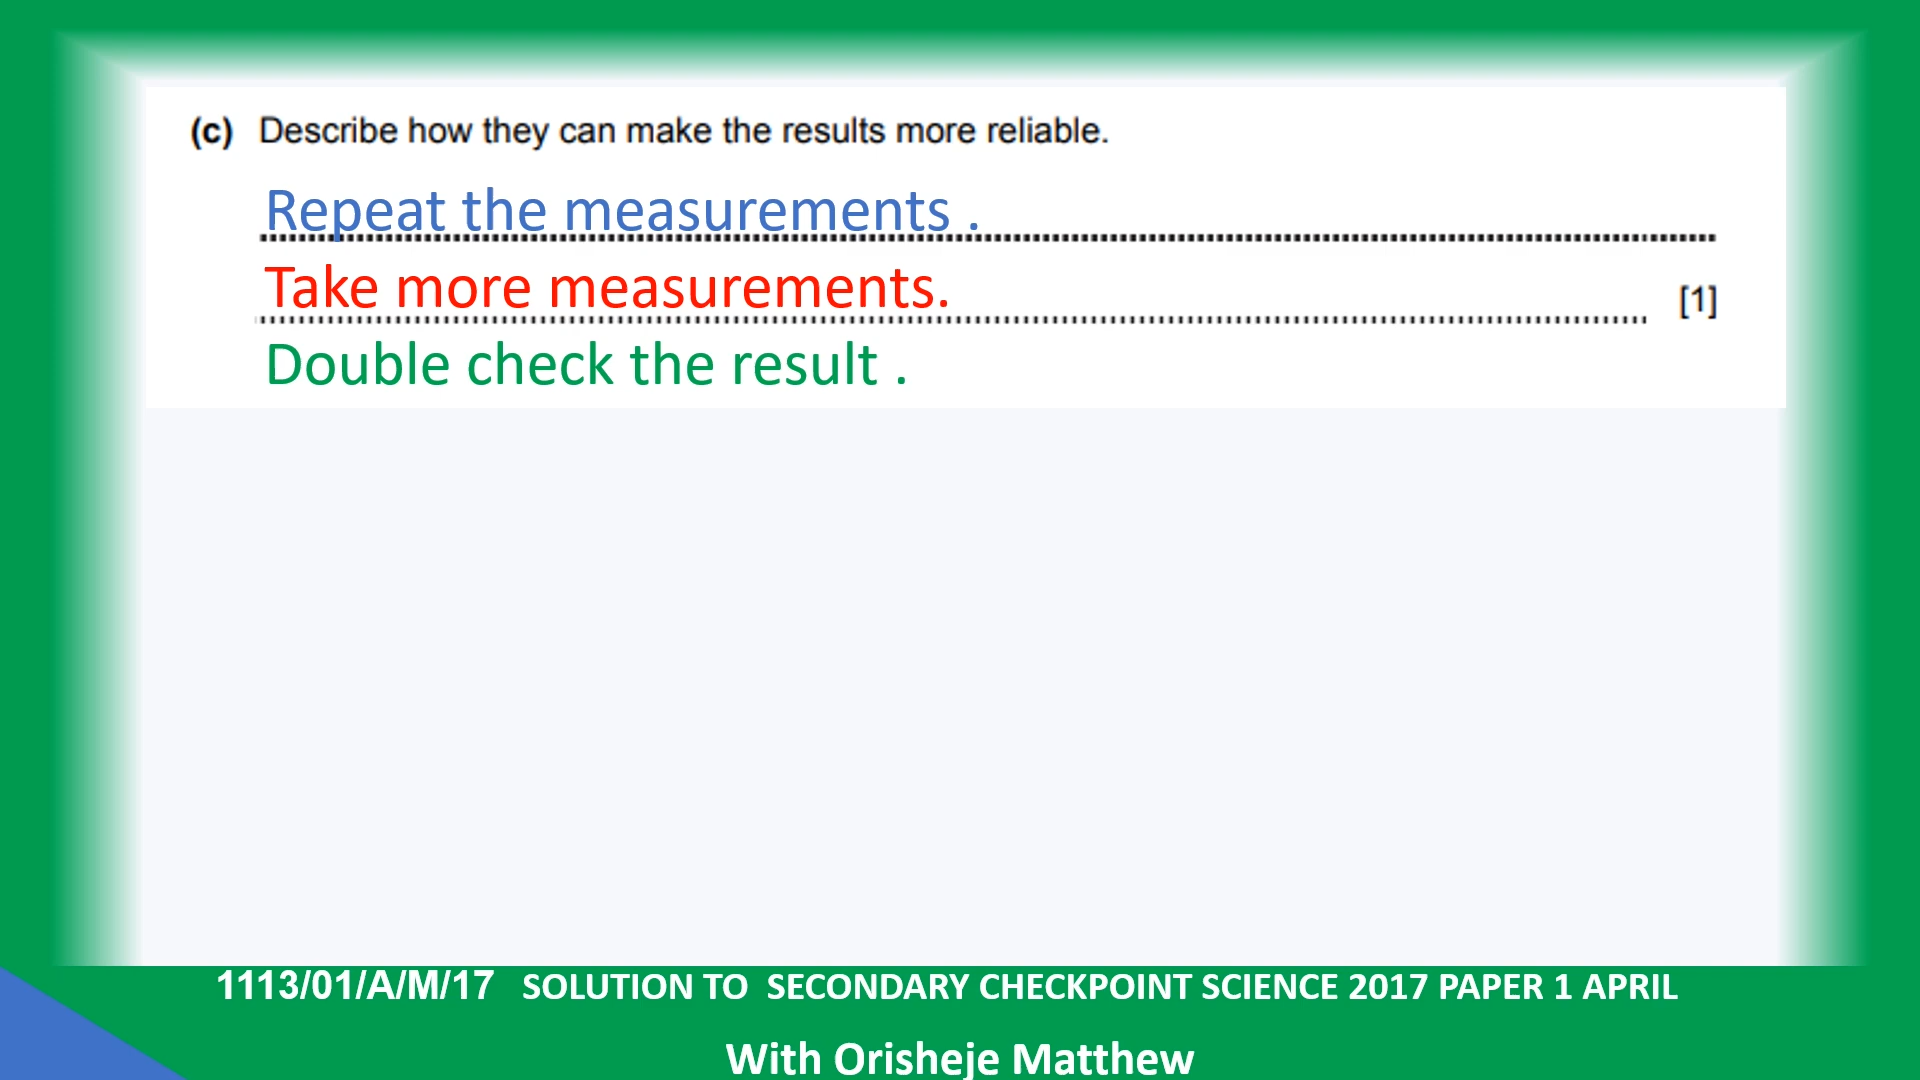 (c) Describe how they can make the results more reliable.
Repeat the measurements .
Take more measurements.
[1]
Double check the result .
1113/01/A/M/17 SOLUTION TO SECONDARY CHECKPOINT SCIENCE 2017 PAPER 1 APRIL
With Orisheje Matthew